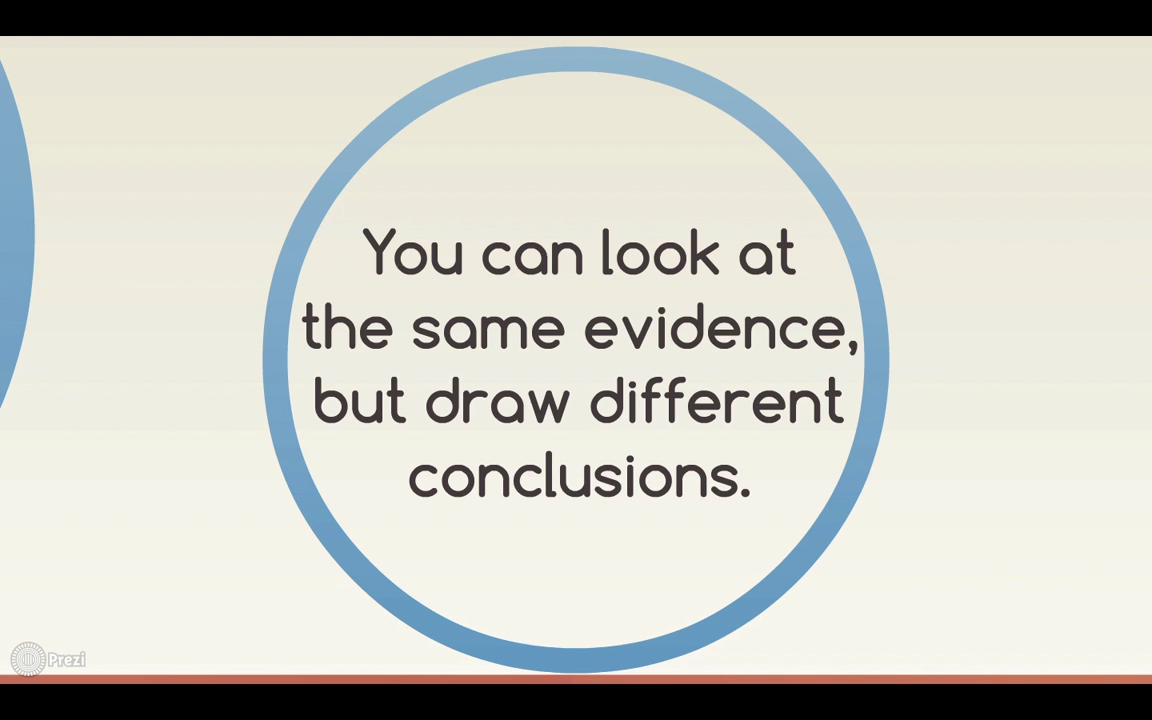 You can look at
the same evidence,
but draw different
conclusions.
Prezi